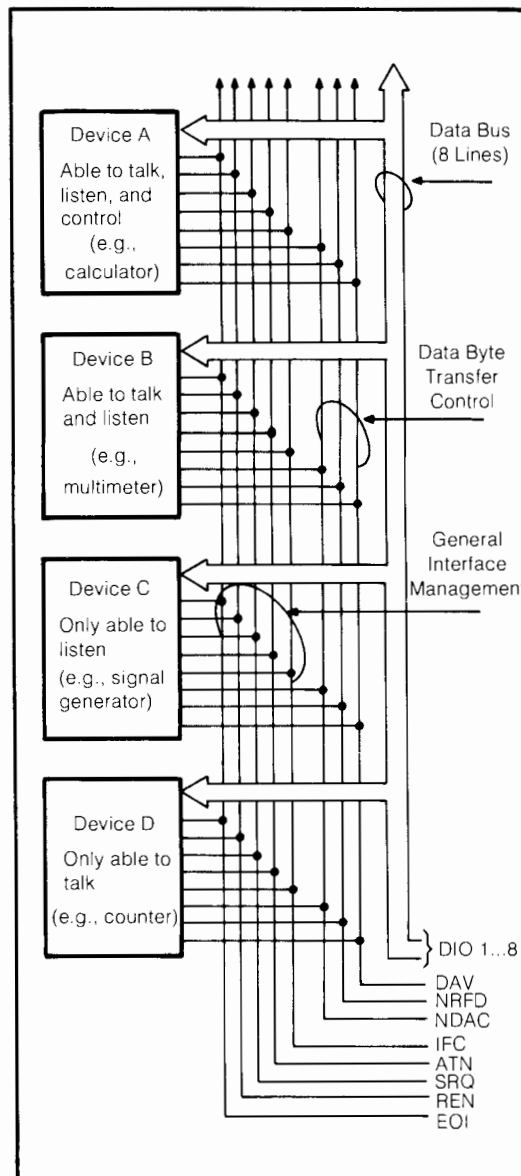 Device A
Able to talk,
listen, and
control
(e.g.,
calculator)
Data Bus
(8 Lines)
Device B
Able to talk
and listen
(e.g.,
multimeter)
Data Byte
Transfer
Control
Device C
Only able to
listen
(e.g., signal
generator)
General
Interface
Management
Device D
Only able to
talk
(e.g., counter)
DIO 1...8
DAV
NRFD
NDAC
IFC
ATN
SRQ
REN
EOI